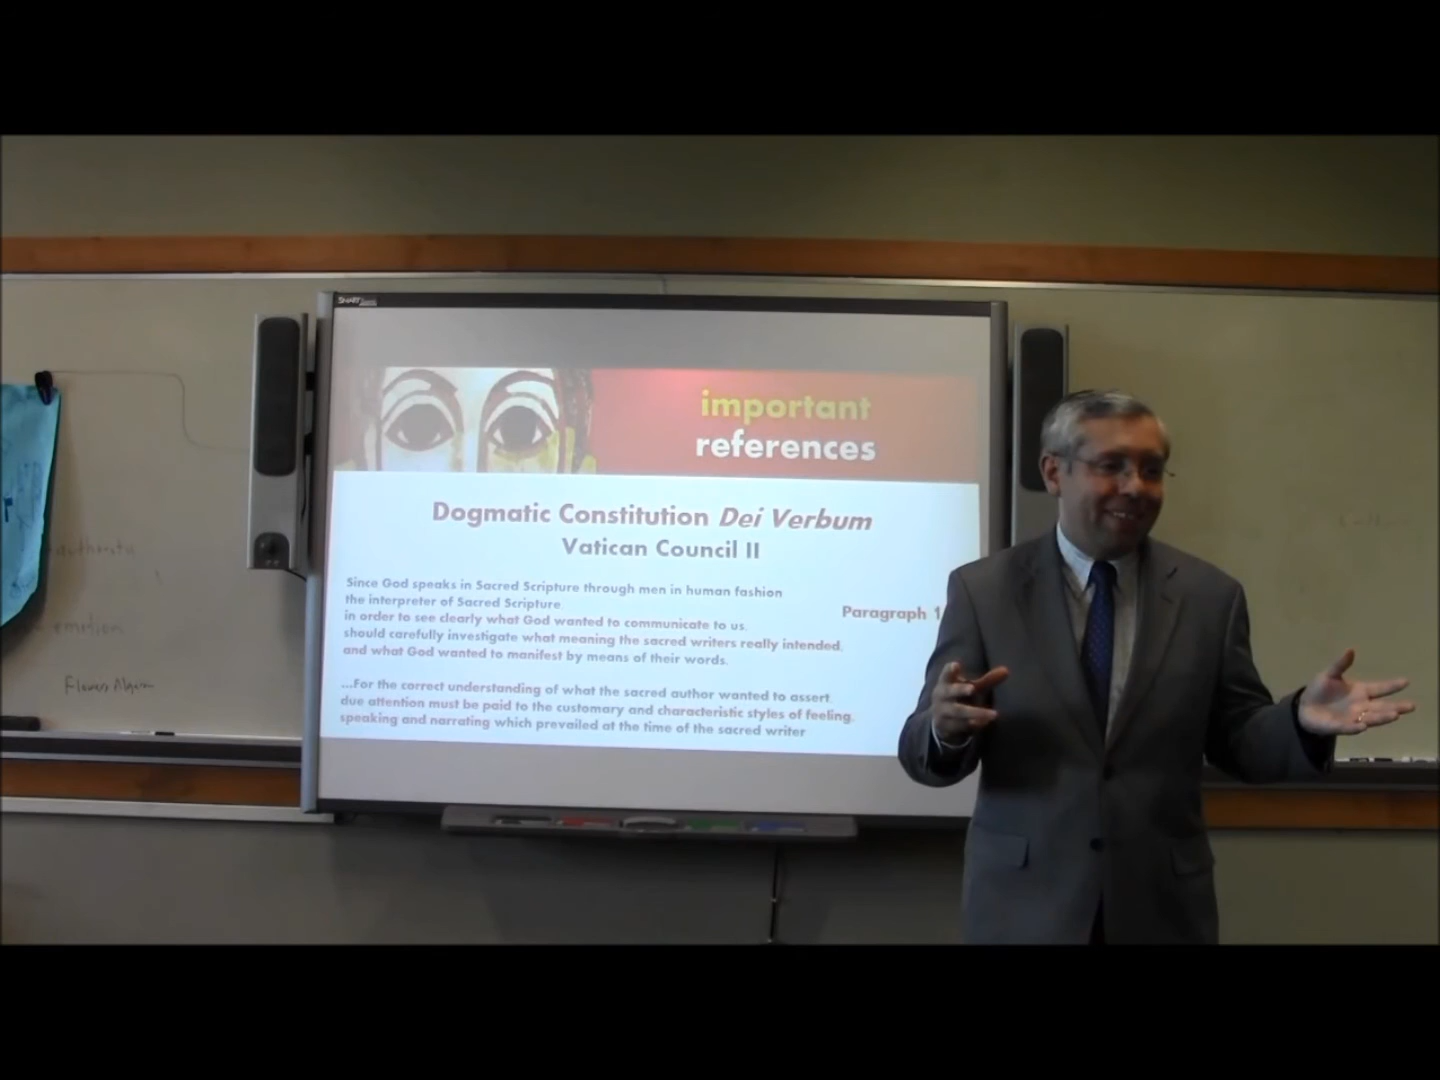 SMART Board
important
references
Dogmatic Constitution Dei Verbum
Vatican Council II
Since God speaks in Sacred Scripture through men in human fashion
the interpreter of Sacred Scripture,
in order to see clearly what God wanted to communicate to us,
should carefully investigate what meaning the sacred writers really intended,
and what God wanted to manifest by means of their words.
Paragraph 1
...For the correct understanding of what the sacred author wanted to assert,
due attention must be paid to the customary and characteristic styles of feeling,
speaking and narrating which prevailed at the time of the sacred writer
emotion